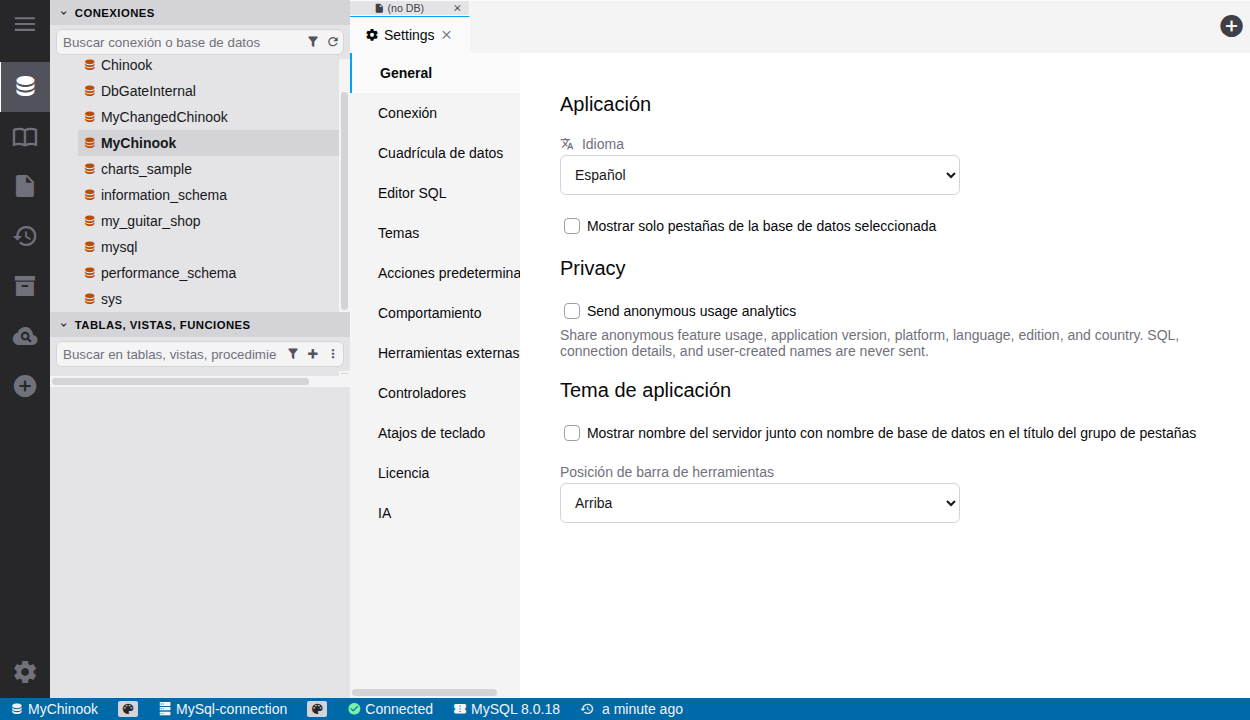 CONEXIONES
Buscar conexión o base de datos
Chinook
DbGateInternal
MyChangedChinook
MyChinook
charts_sample
information_schema
my_guitar_shop
mysql
performance_schema
sys
TABLAS, VISTAS, FUNCIONES
Buscar en tablas, vistas, procedimie
(no DB)
Settings
General
Conexión
Cuadrícula de datos
Editor SQL
Temas
Acciones predetermina
Comportamiento
Herramientas externas
Controladores
Atajos de teclado
Licencia
IA
Aplicación
Idioma
Español
Mostrar solo pestañas de la base de datos seleccionada
Privacy
Send anonymous usage analytics
Share anonymous feature usage, application version, platform, language, edition, and country. SQL,
connection details, and user-created names are never sent.
Tema de aplicación
Mostrar nombre del servidor junto con nombre de base de datos en el título del grupo de pestañas
Posición de barra de herramientas
Arriba
MyChinook MySql-connection Connected MySQL 8.0.18 a minute ago